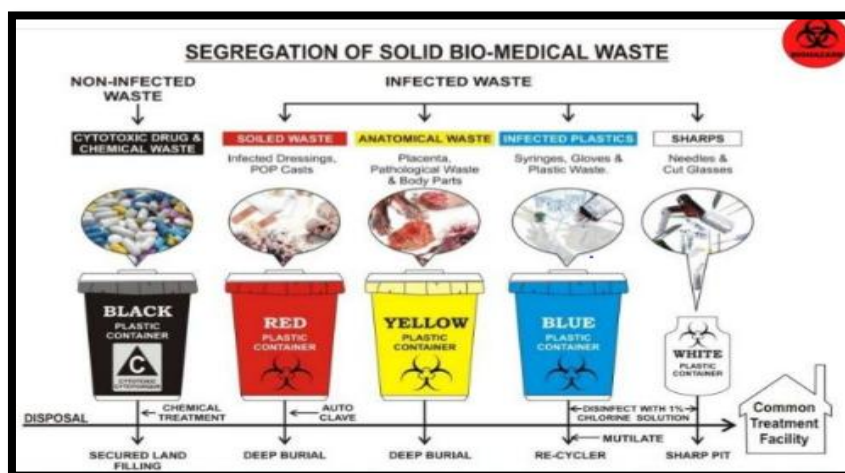 BIOHAZARD
SEGREGATION OF SOLID BIO-MEDICAL WASTE
NON-INFECTED
WASTE
INFECTED WASTE
CYTOTOXIC DRUG &
CHEMICAL WASTE
SOILED WASTE
Infected Dressings,
POP Casts
ANATOMICAL WASTE
Placenta,
Pathological Waste
& Body Parts
INFECTED PLASTICS
Syringes, Gloves &
Plastic Waste.
SHARPS
Needles &
Cut Glasses
BLACK
PLASTIC
CONTAINER
C
CYTOTOXIC
RED
PLASTIC
CONTAINER
YELLOW
PLASTIC
CONTAINER
BLUE
PLASTIC
CONTAINER
WHITE
PLASTIC
CONTAINER
DISPOSAL
CHEMICAL
TREATMENT
AUTO
CLAVE
DISINFECT WITH 1%
CHLORINE SOLUTION
MUTILATE
Common
Treatment
Facility
SECURED LAND
FILLING
DEEP BURIAL
DEEP BURIAL
RE-CYCLER
SHARP PIT